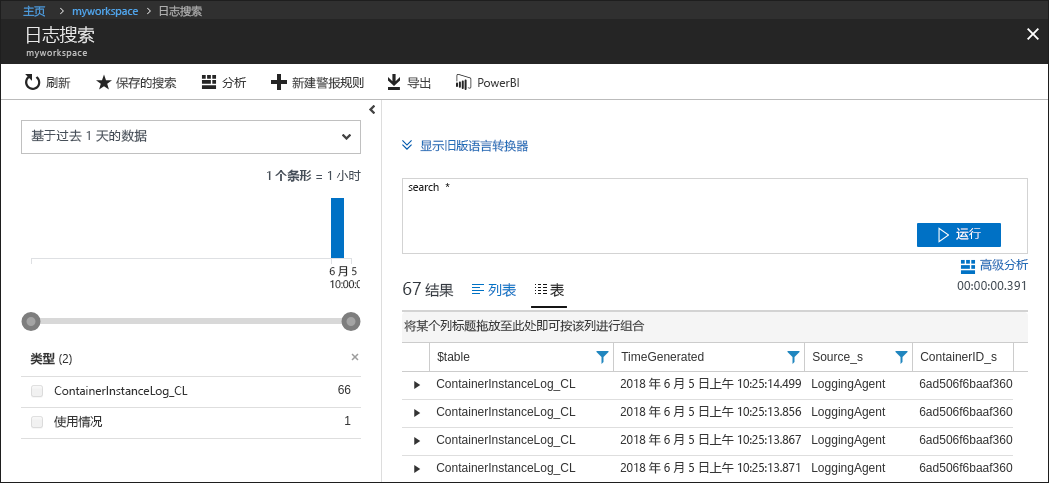 主页 > myworkspace > 日志搜索
日志搜索
myworkspace
刷新 保存的搜索 分析 新建警报规则 导出 PowerBI
基于过去 1 天的数据
1 个条形 = 1 小时
6 月 5
10:00:0
类型 (2)
ContainerInstanceLog_CL 66
使用情况 1
显示旧版语言转换器
search *
运行
高级分析
67 结果 列表 表
00:00:00.391
将某个列标题拖放至此处即可按该列进行组合
$table TimeGenerated Source_s ContainerID_s
ContainerInstanceLog_CL 2018 年 6 月 5 日上午 10:25:14.499 LoggingAgent 6ad506f6baaf360
ContainerInstanceLog_CL 2018 年 6 月 5 日上午 10:25:13.856 LoggingAgent 6ad506f6baaf360
ContainerInstanceLog_CL 2018 年 6 月 5 日上午 10:25:13.867 LoggingAgent 6ad506f6baaf360
ContainerInstanceLog_CL 2018 年 6 月 5 日上午 10:25:13.871 LoggingAgent 6ad506f6baaf360